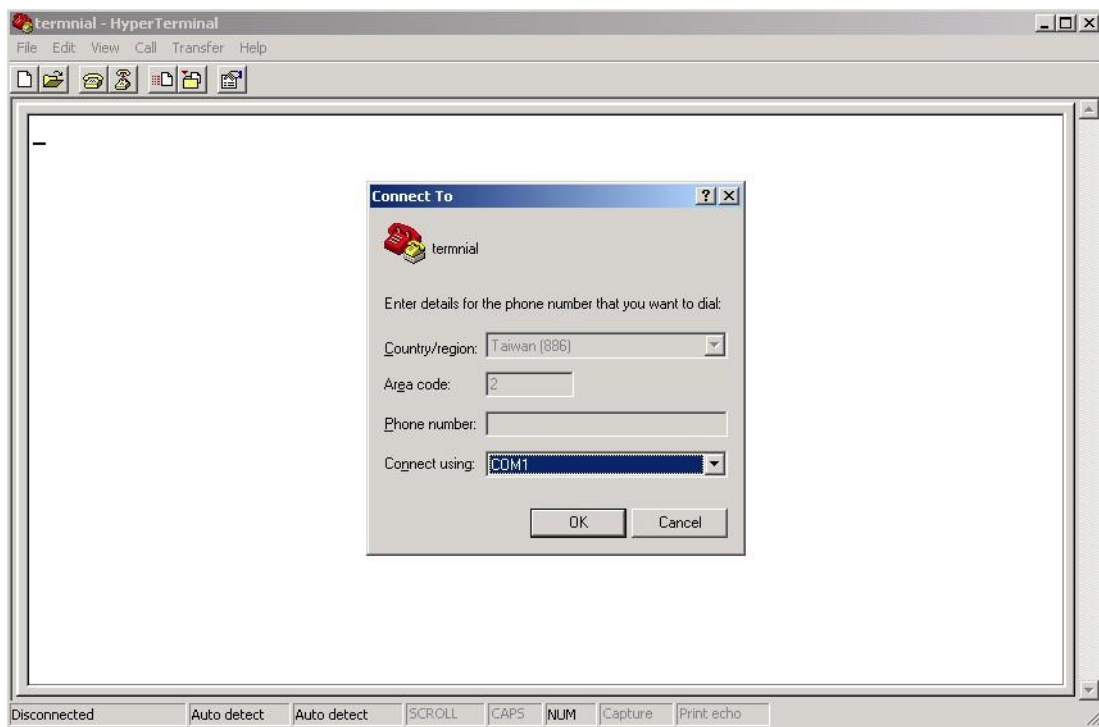 termnial - HyperTerminal
File Edit View Call Transfer Help
Connect To
termnial
Enter details for the phone number that you want to dial:
Country/region: Taiwan (886)
Area code: 2
Phone number:
Connect using: COM1
OK Cancel
Disconnected Auto detect Auto detect SCROLL CAPS NUM Capture Print echo